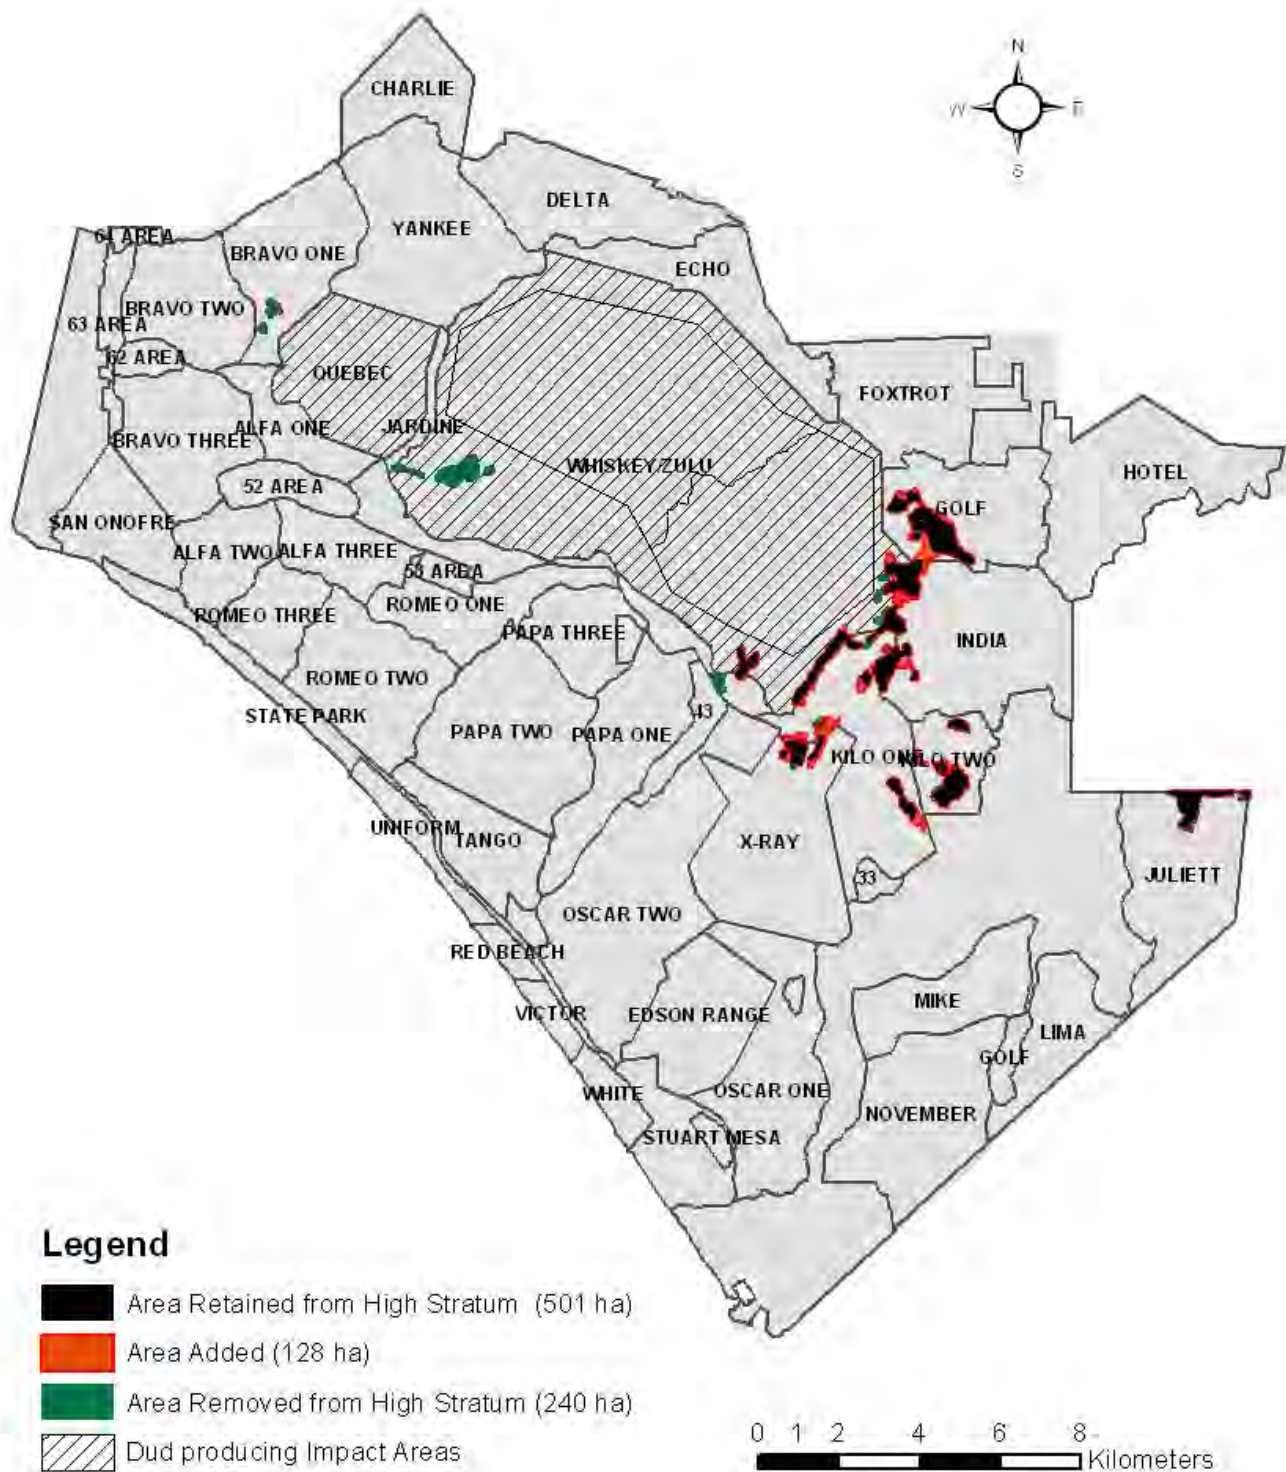 N
CHARLIE
W
E
S
DELTA
YANKEE
64 AREA
BRAVO ONE
ECHO
BRAVO TWO
63 AREA
62 AREA
QUEBEC
FOXTROT
ALFA ONE
JARDINE
BRAVO THREE
WHISKEY/ZULU
HOTEL
52 AREA
GOLF
SAN ONOFRE
ALFA TWO
ALFA THREE
53 AREA
ROMEO ONE
ROMEO THREE
PAPA THREE
INDIA
ROMEO TWO
43
STATE PARK
PAPA TWO
PAPA ONE
KILO ONE
KILO TWO
UNIFORM
TANGO
X-RAY
33
JULIETT
OSCAR TWO
RED BEACH
MIKE
VICTOR
EDSON RANGE
LIMA
GOLF
WHITE
OSCAR ONE
NOVEMBER
STUART MESA
Legend
Area Retained from High Stratum (501 ha)
Area Added (128 ha)
Area Removed from High Stratum (240 ha)
Dud producing Impact Areas
0 1 2 4 6 8
Kilometers